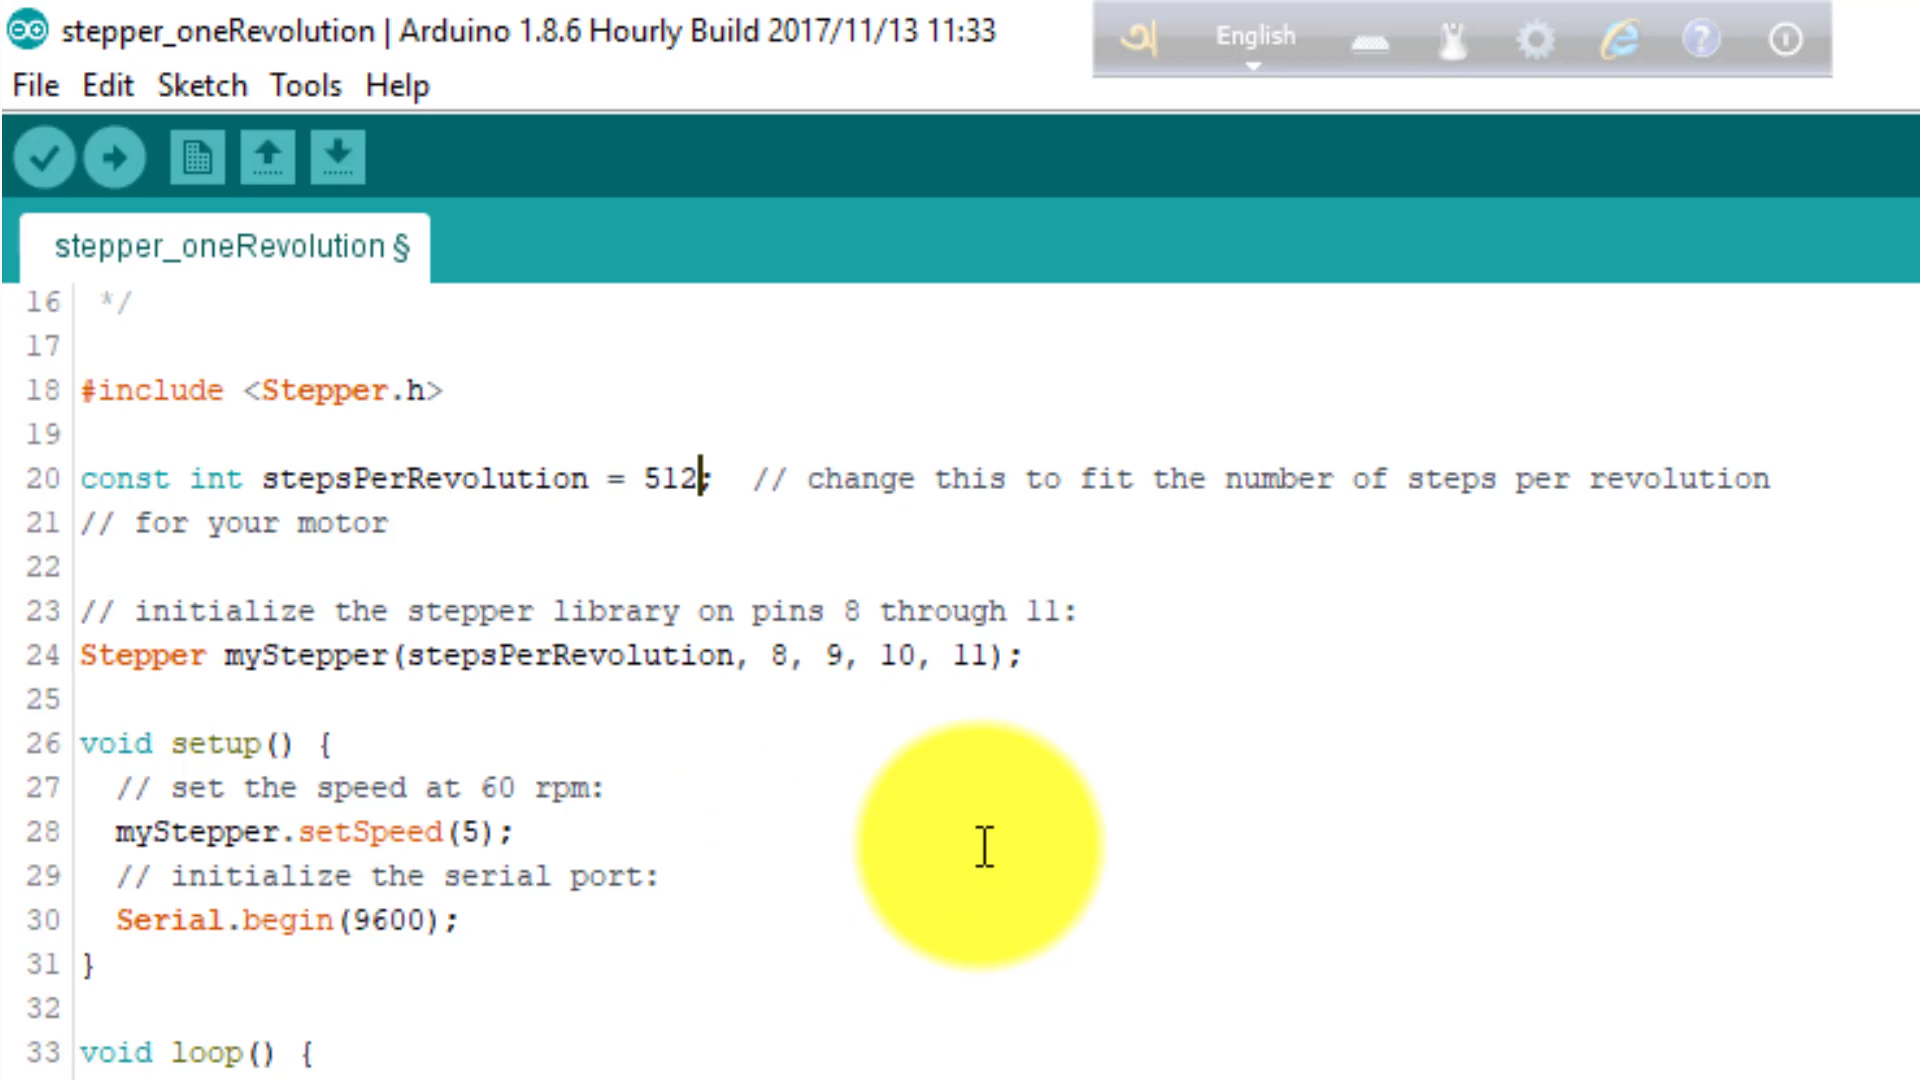 stepper_oneRevolution | Arduino 1.8.6 Hourly Build 2017/11/13 11:33
অ English
File Edit Sketch Tools Help
stepper_oneRevolution §
16 */
17
18 #include <Stepper.h>
19
20 const int stepsPerRevolution = 512; // change this to fit the number of steps per revolution
21 // for your motor
22
23 // initialize the stepper library on pins 8 through 11:
24 Stepper myStepper(stepsPerRevolution, 8, 9, 10, 11);
25
26 void setup() {
27 // set the speed at 60 rpm:
28 myStepper.setSpeed(5);
29 // initialize the serial port:
30 Serial.begin(9600);
31 }
32
33 void loop() {